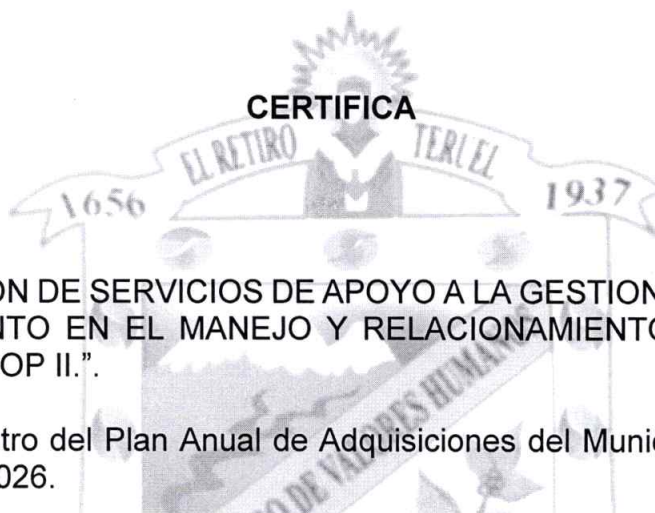 CERTIFICA
EL RETIRO TERUEL
1656 1937
ON DE SERVICIOS DE APOYO A LA GESTION
NTO EN EL MANEJO Y RELACIONAMIENTO
OP II.”.
tro del Plan Anual de Adquisiciones del Munic
026.
O DE VALORES HUMANOS